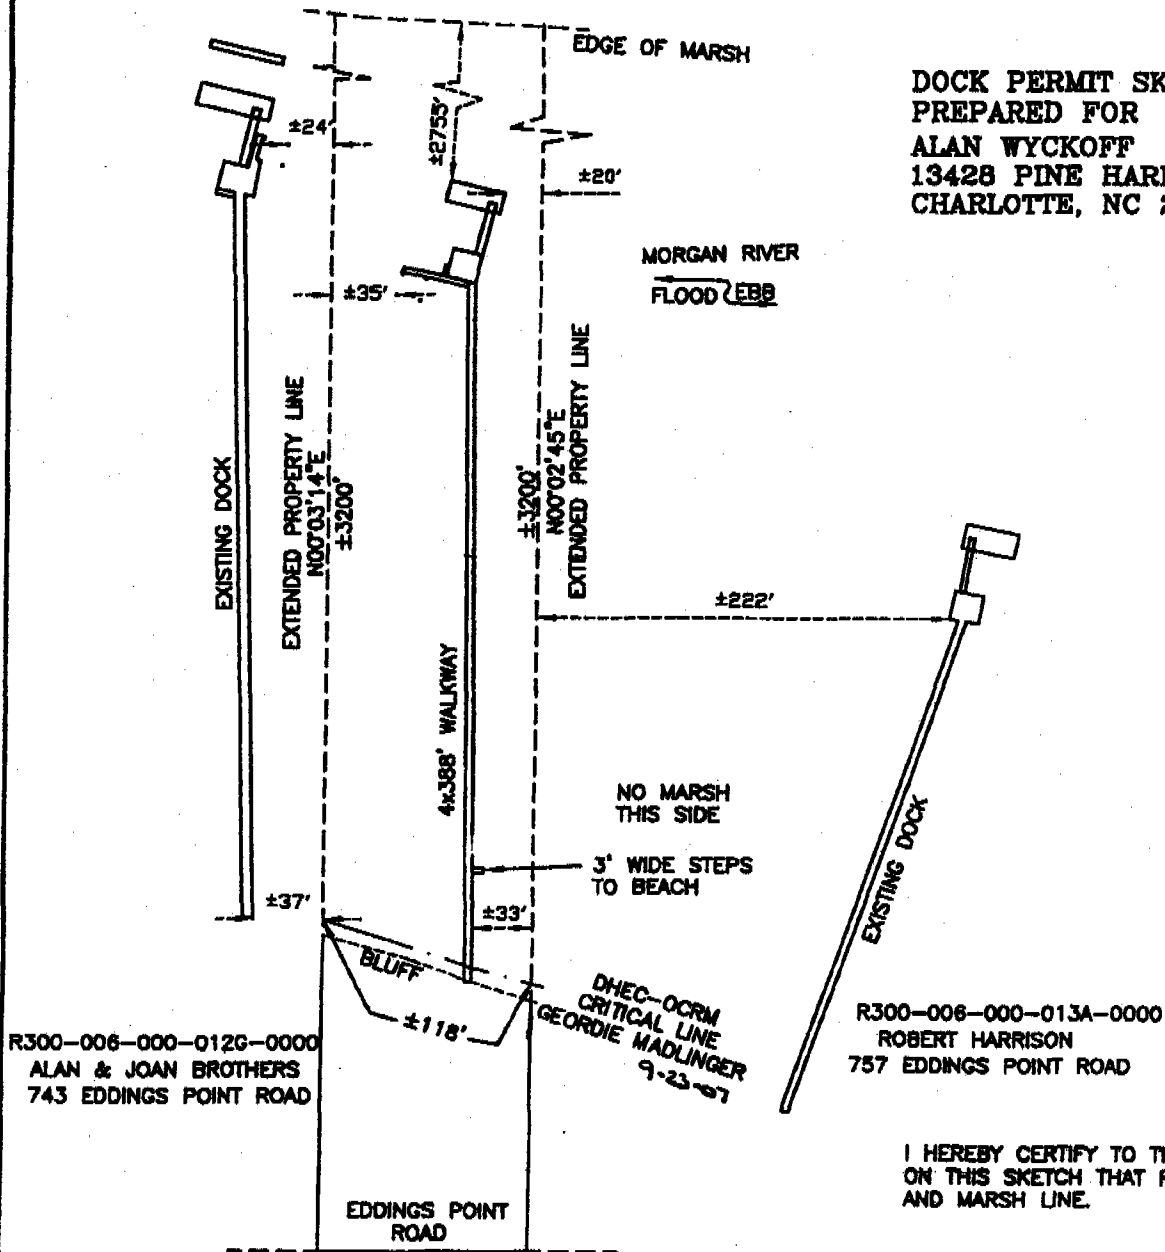 EDGE OF MARSH
DOCK PERMIT SK
PREPARED FOR
ALAN WYCKOFF
13428 PINE HAR
CHARLOTTE, NC
±24'
±2755'
±20'
MORGAN RIVER
FLOOD EBB
±35'
EXISTING DOCK
EXTENDED PROPERTY LINE
N00°03'14"E
±3200'
±3200'
N00°02'45"E
EXTENDED PROPERTY LINE
±222'
4x388' WALKWAY
NO MARSH
THIS SIDE
3' WIDE STEPS
TO BEACH
EXISTING DOCK
±37'
±33'
BLUFF
±118'
DHEC-OCRM
CRITICAL LINE
GEORDIE MADLINGER
9-23-07
R300-006-000-012G-0000
ALAN & JOAN BROTHERS
743 EDDINGS POINT ROAD
R300-006-000-013A-0000
ROBERT HARRISON
757 EDDINGS POINT ROAD
I HEREBY CERTIFY TO T
ON THIS SKETCH THAT
AND MARSH LINE.
EDDINGS POINT
ROAD